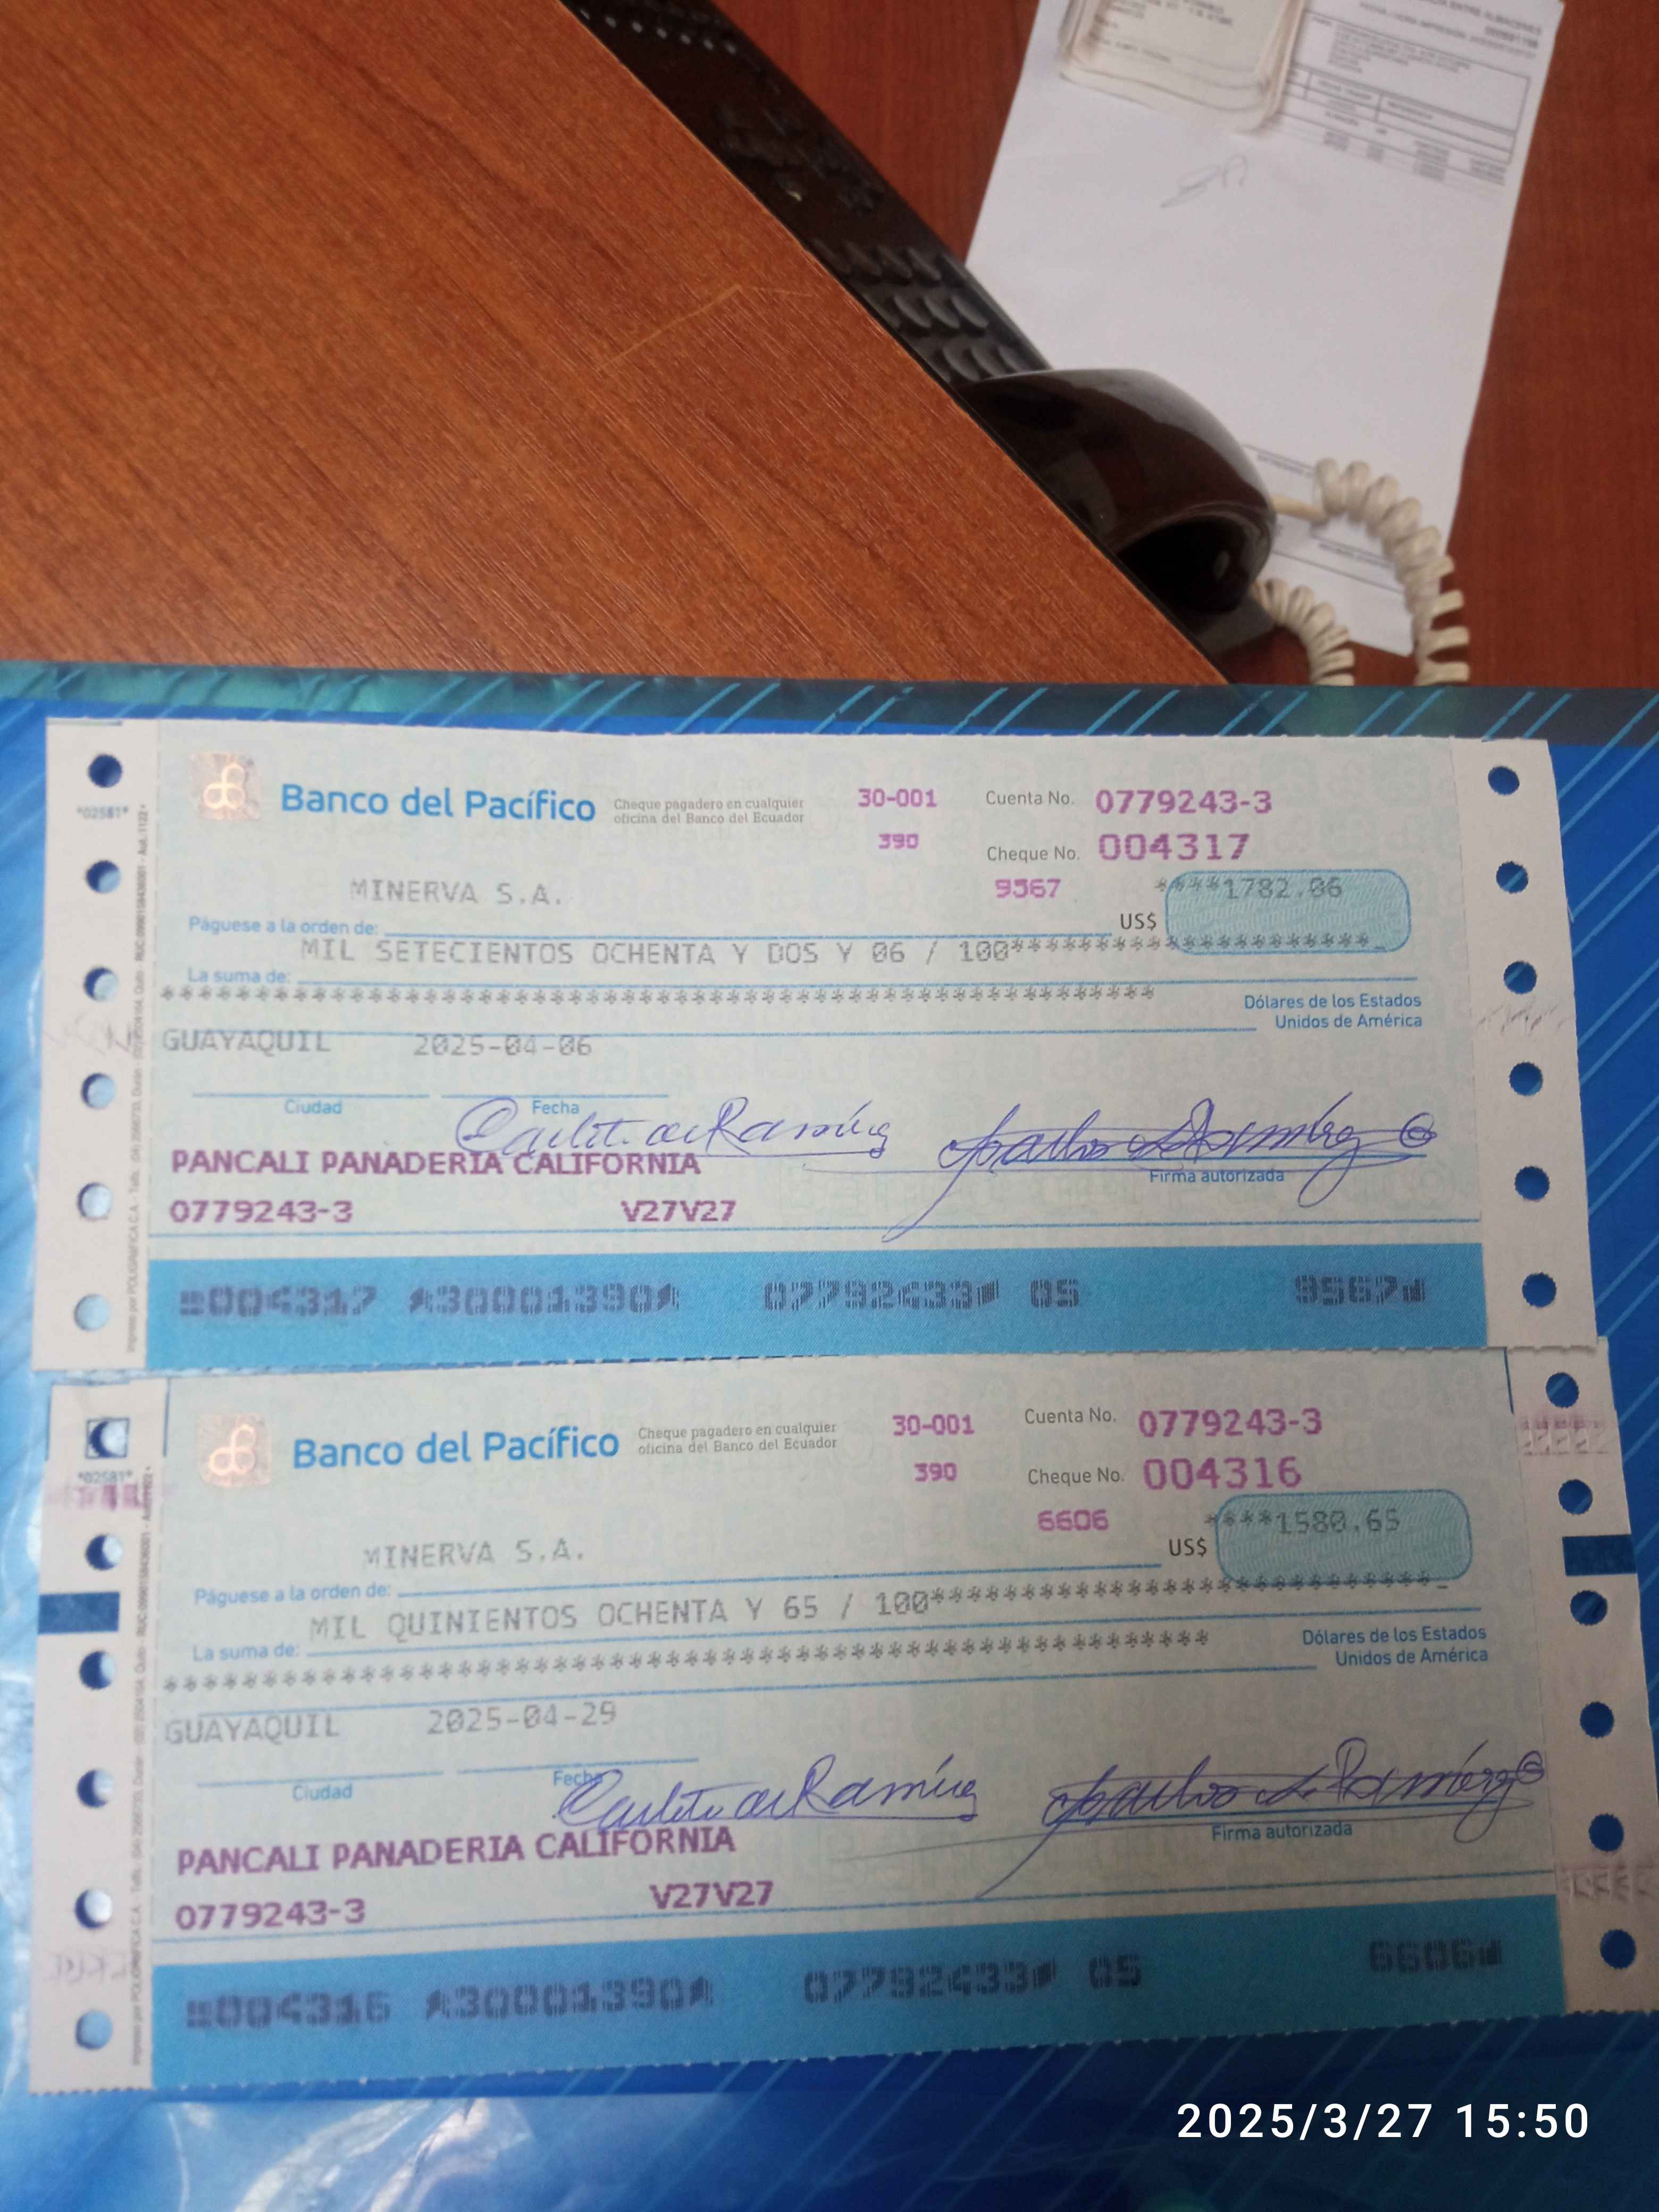 Banco del Pacífico
Cheque pagadero en cualquier
oficina del Banco del Ecuador
30-001
390
Cuenta No. 0779243-3
Cheque No. 004317
9567
MINERVA S.A.
****1782.06
Páguese a la orden de:
US$
MIL SETECIENTOS OCHENTA Y DOS Y 06 / 100
La suma de:
Dólares de los Estados
Unidos de América
GUAYAQUIL 2025-04-06
Ciudad
Fecha
PANCALI PANADERIA CALIFORNIA
Firma autorizada
0779243-3 V27V27
004317 30001390 07792433 05 9567
*02581*
Banco del Pacífico
Cheque pagadero en cualquier
oficina del Banco del Ecuador
30-001
390
Cuenta No. 0779243-3
Cheque No. 004316
6606
MINERVA S.A.
****1580.65
Páguese a la orden de:
US$
MIL QUINIENTOS OCHENTA Y 65 / 100
La suma de:
Dólares de los Estados
Unidos de América
GUAYAQUIL 2025-04-29
Ciudad
Fecha
PANCALI PANADERIA CALIFORNIA
Firma autorizada
0779243-3 V27V27
004316 30001390 07792433 05 6606
*02581*
2025/3/27 15:50